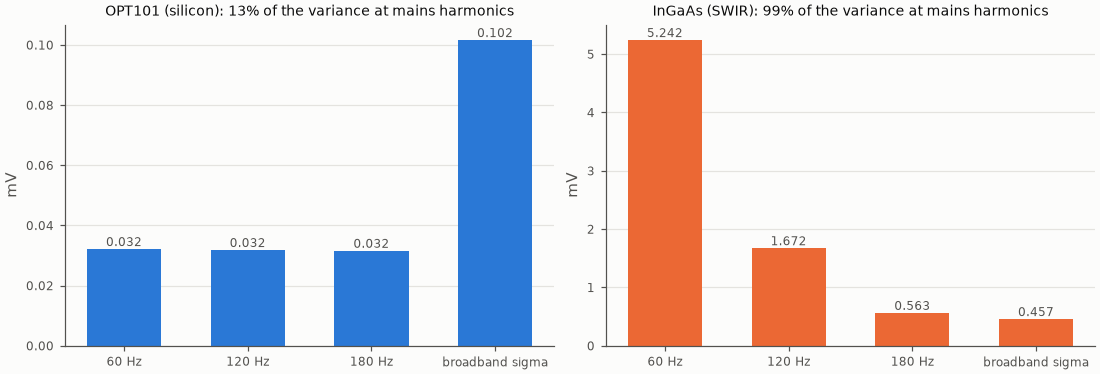 OPT101 (silicon): 13% of the variance at mains harmonics
mV
0.10
0.08
0.06
0.04
0.02
0.00
0.032
0.032
0.032
0.102
60 Hz
120 Hz
180 Hz
broadband sigma
InGaAs (SWIR): 99% of the variance at mains harmonics
mV
5
4
3
2
1
0
5.242
1.672
0.563
0.457
60 Hz
120 Hz
180 Hz
broadband sigma